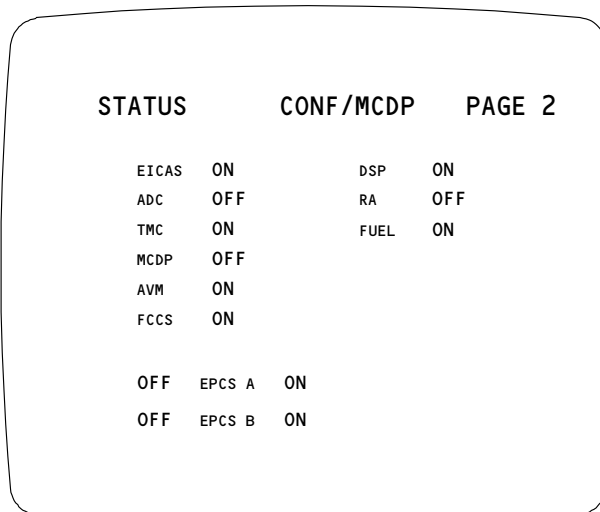 STATUS CONF/MCDP PAGE 2
EICAS ON DSP ON
ADC OFF RA OFF
TMC ON FUEL ON
MCDP OFF
AVM ON
FCCS ON
OFF EPCS A ON
OFF EPCS B ON